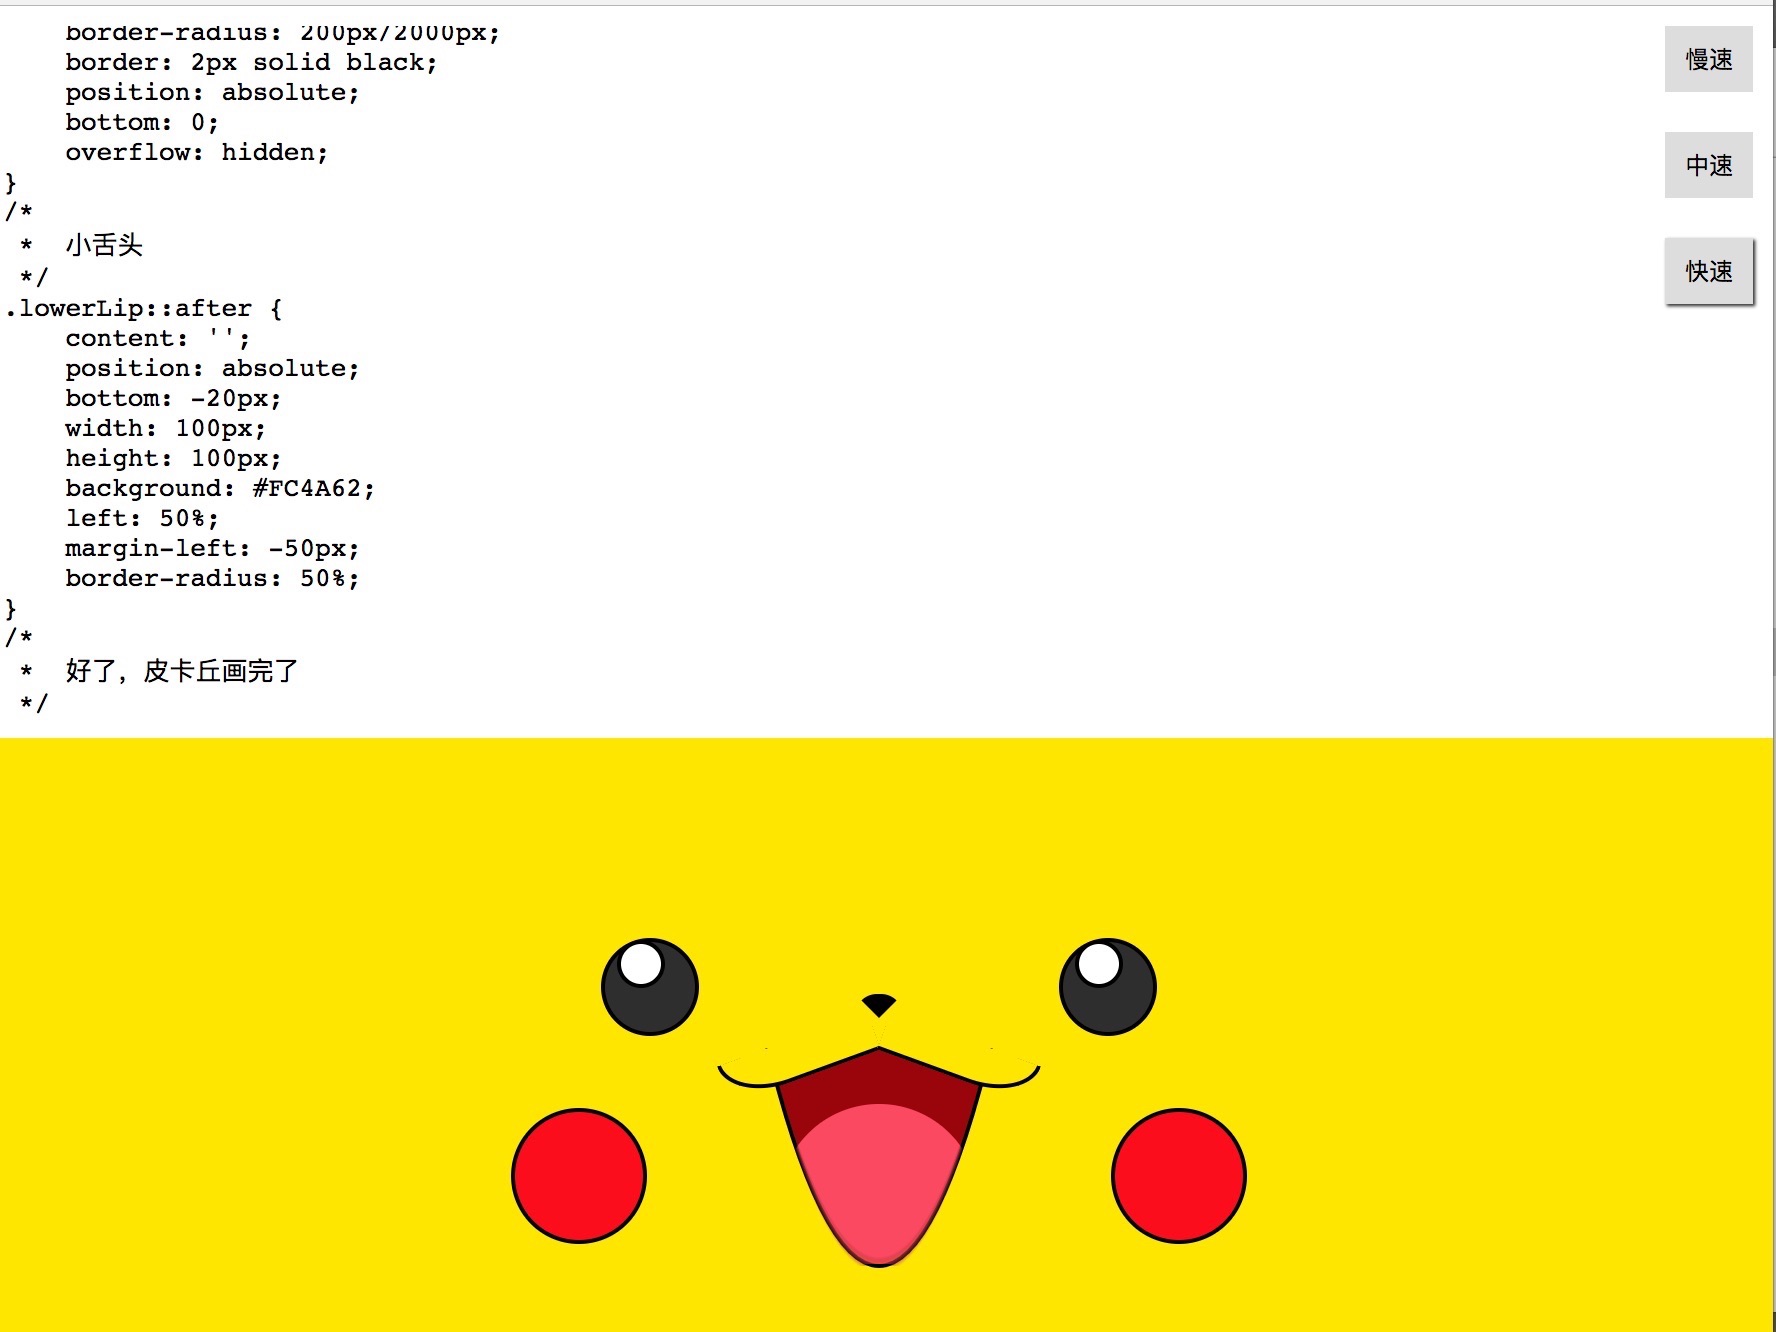 border-radius: 200px/2000px;
border: 2px solid black;
position: absolute;
bottom: 0;
overflow: hidden;
}
/*
*  小舌头
*/
.lowerLip::after {
content: '';
position: absolute;
bottom: -20px;
width: 100px;
height: 100px;
background: #FC4A62;
left: 50%;
margin-left: -50px;
border-radius: 50%;
}
/*
*  好了，皮卡丘画完了
*/
慢速
中速
快速